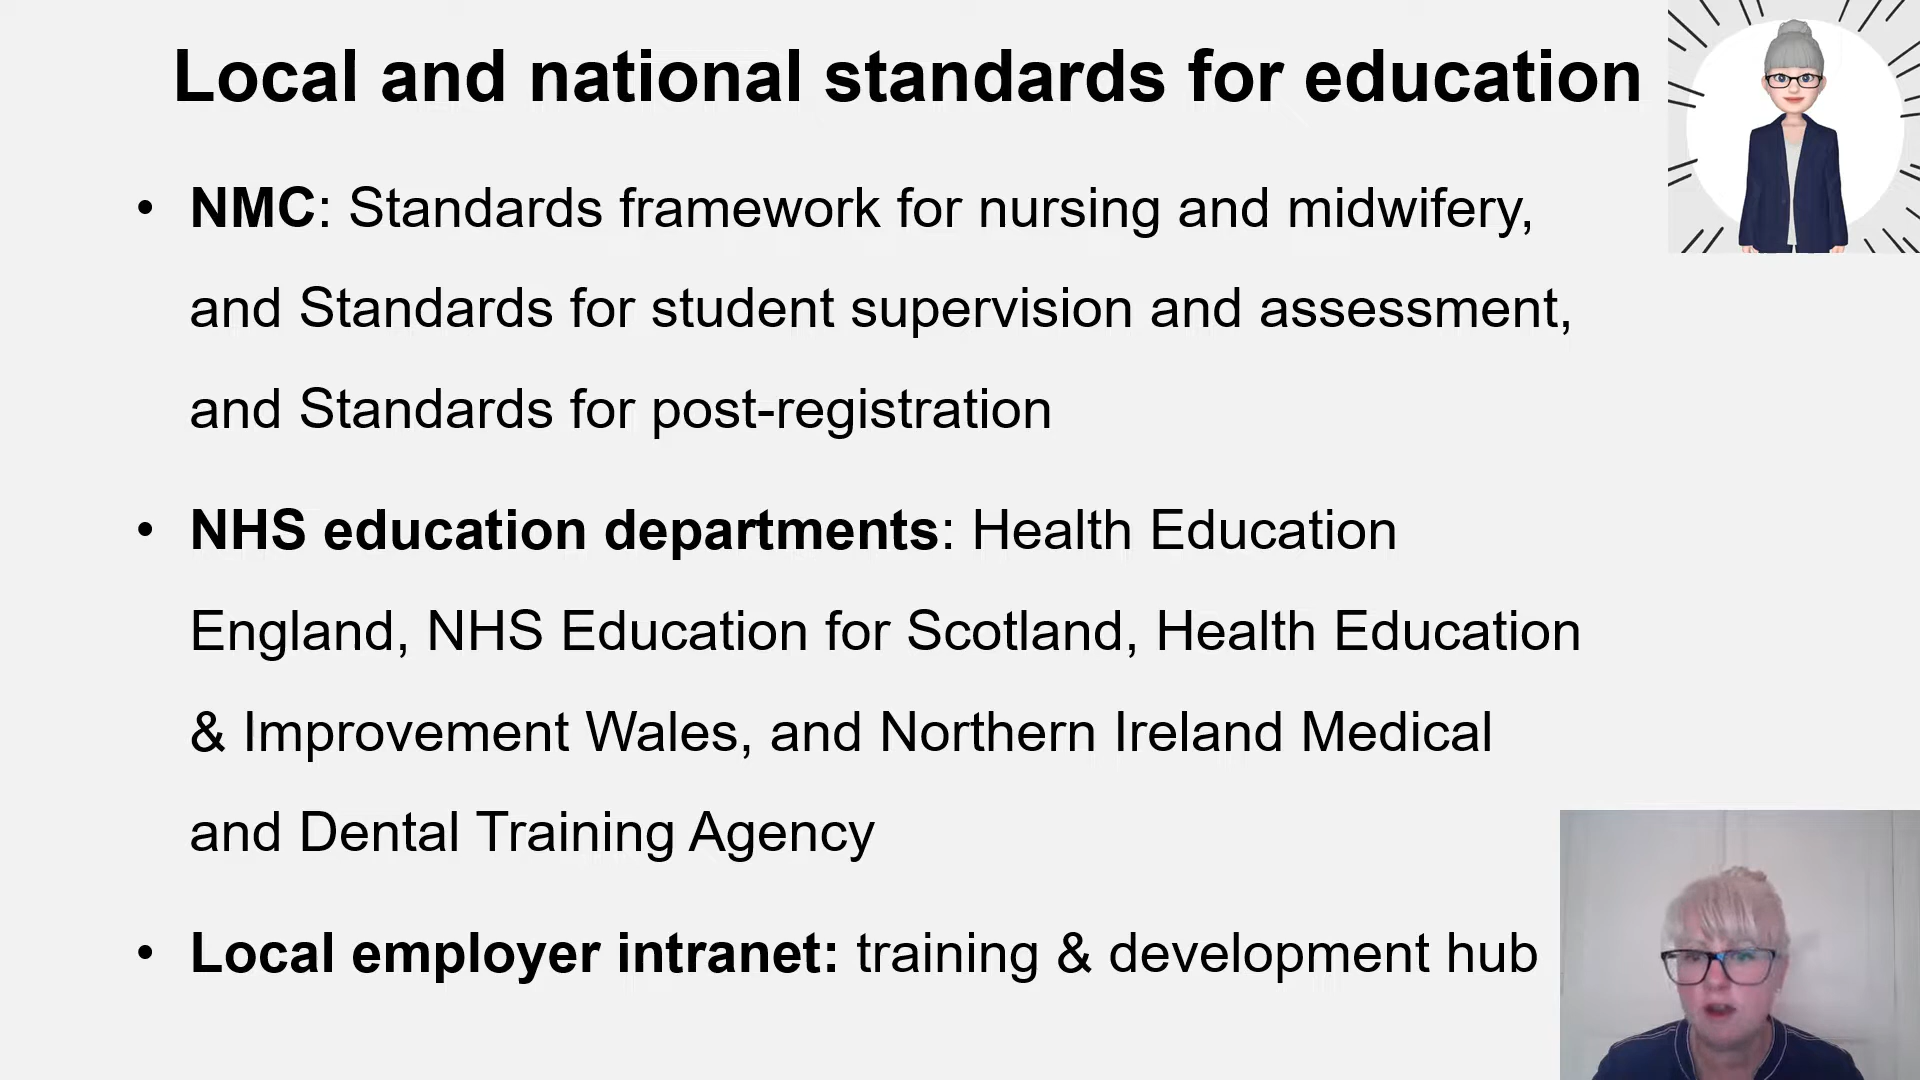 Local and national standards for education
• NMC: Standards framework for nursing and midwifery,
and Standards for student supervision and assessment,
and Standards for post-registration
• NHS education departments: Health Education
England, NHS Education for Scotland, Health Education
& Improvement Wales, and Northern Ireland Medical
and Dental Training Agency
• Local employer intranet: training & development hub